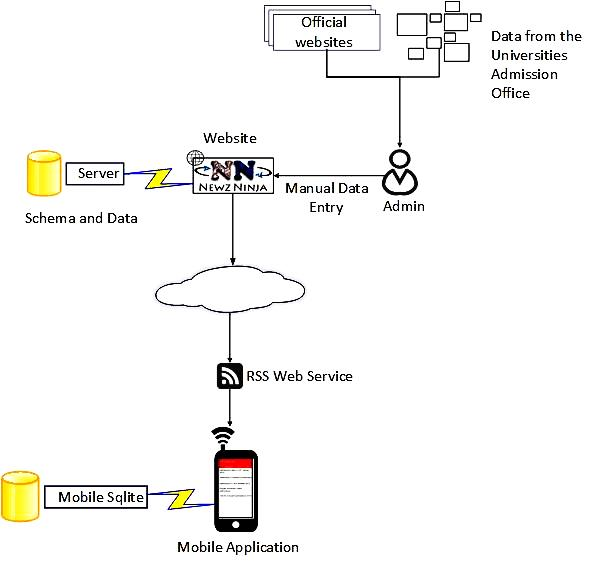 Official
websites
Data from the
Universities
Admission
Office
Website
Server
NN
NEWZ NINJA
Manual Data
Entry
Admin
Schema and Data
RSS Web Service
Mobile Sqlite
Mobile Application